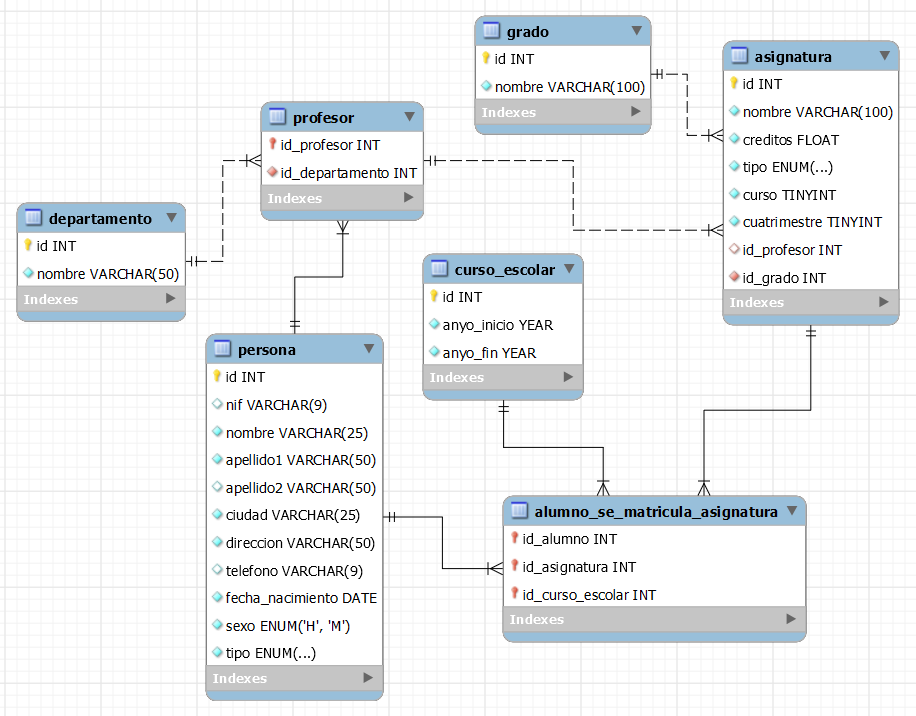 grado
id INT
nombre VARCHAR(100)
Indexes
asignatura
id INT
nombre VARCHAR(100)
creditos FLOAT
tipo ENUM(...)
curso TINYINT
cuatrimestre TINYINT
id_profesor INT
id_grado INT
Indexes
profesor
id_profesor INT
id_departamento INT
Indexes
departamento
id INT
nombre VARCHAR(50)
Indexes
curso_escolar
id INT
anyo_inicio YEAR
anyo_fin YEAR
Indexes
persona
id INT
nif VARCHAR(9)
nombre VARCHAR(25)
apellido1 VARCHAR(50)
apellido2 VARCHAR(50)
ciudad VARCHAR(25)
direccion VARCHAR(50)
telefono VARCHAR(9)
fecha_nacimiento DATE
sexo ENUM('H', 'M')
tipo ENUM(...)
Indexes
alumno_se_matricula_asignatura
id_alumno INT
id_asignatura INT
id_curso_escolar INT
Indexes